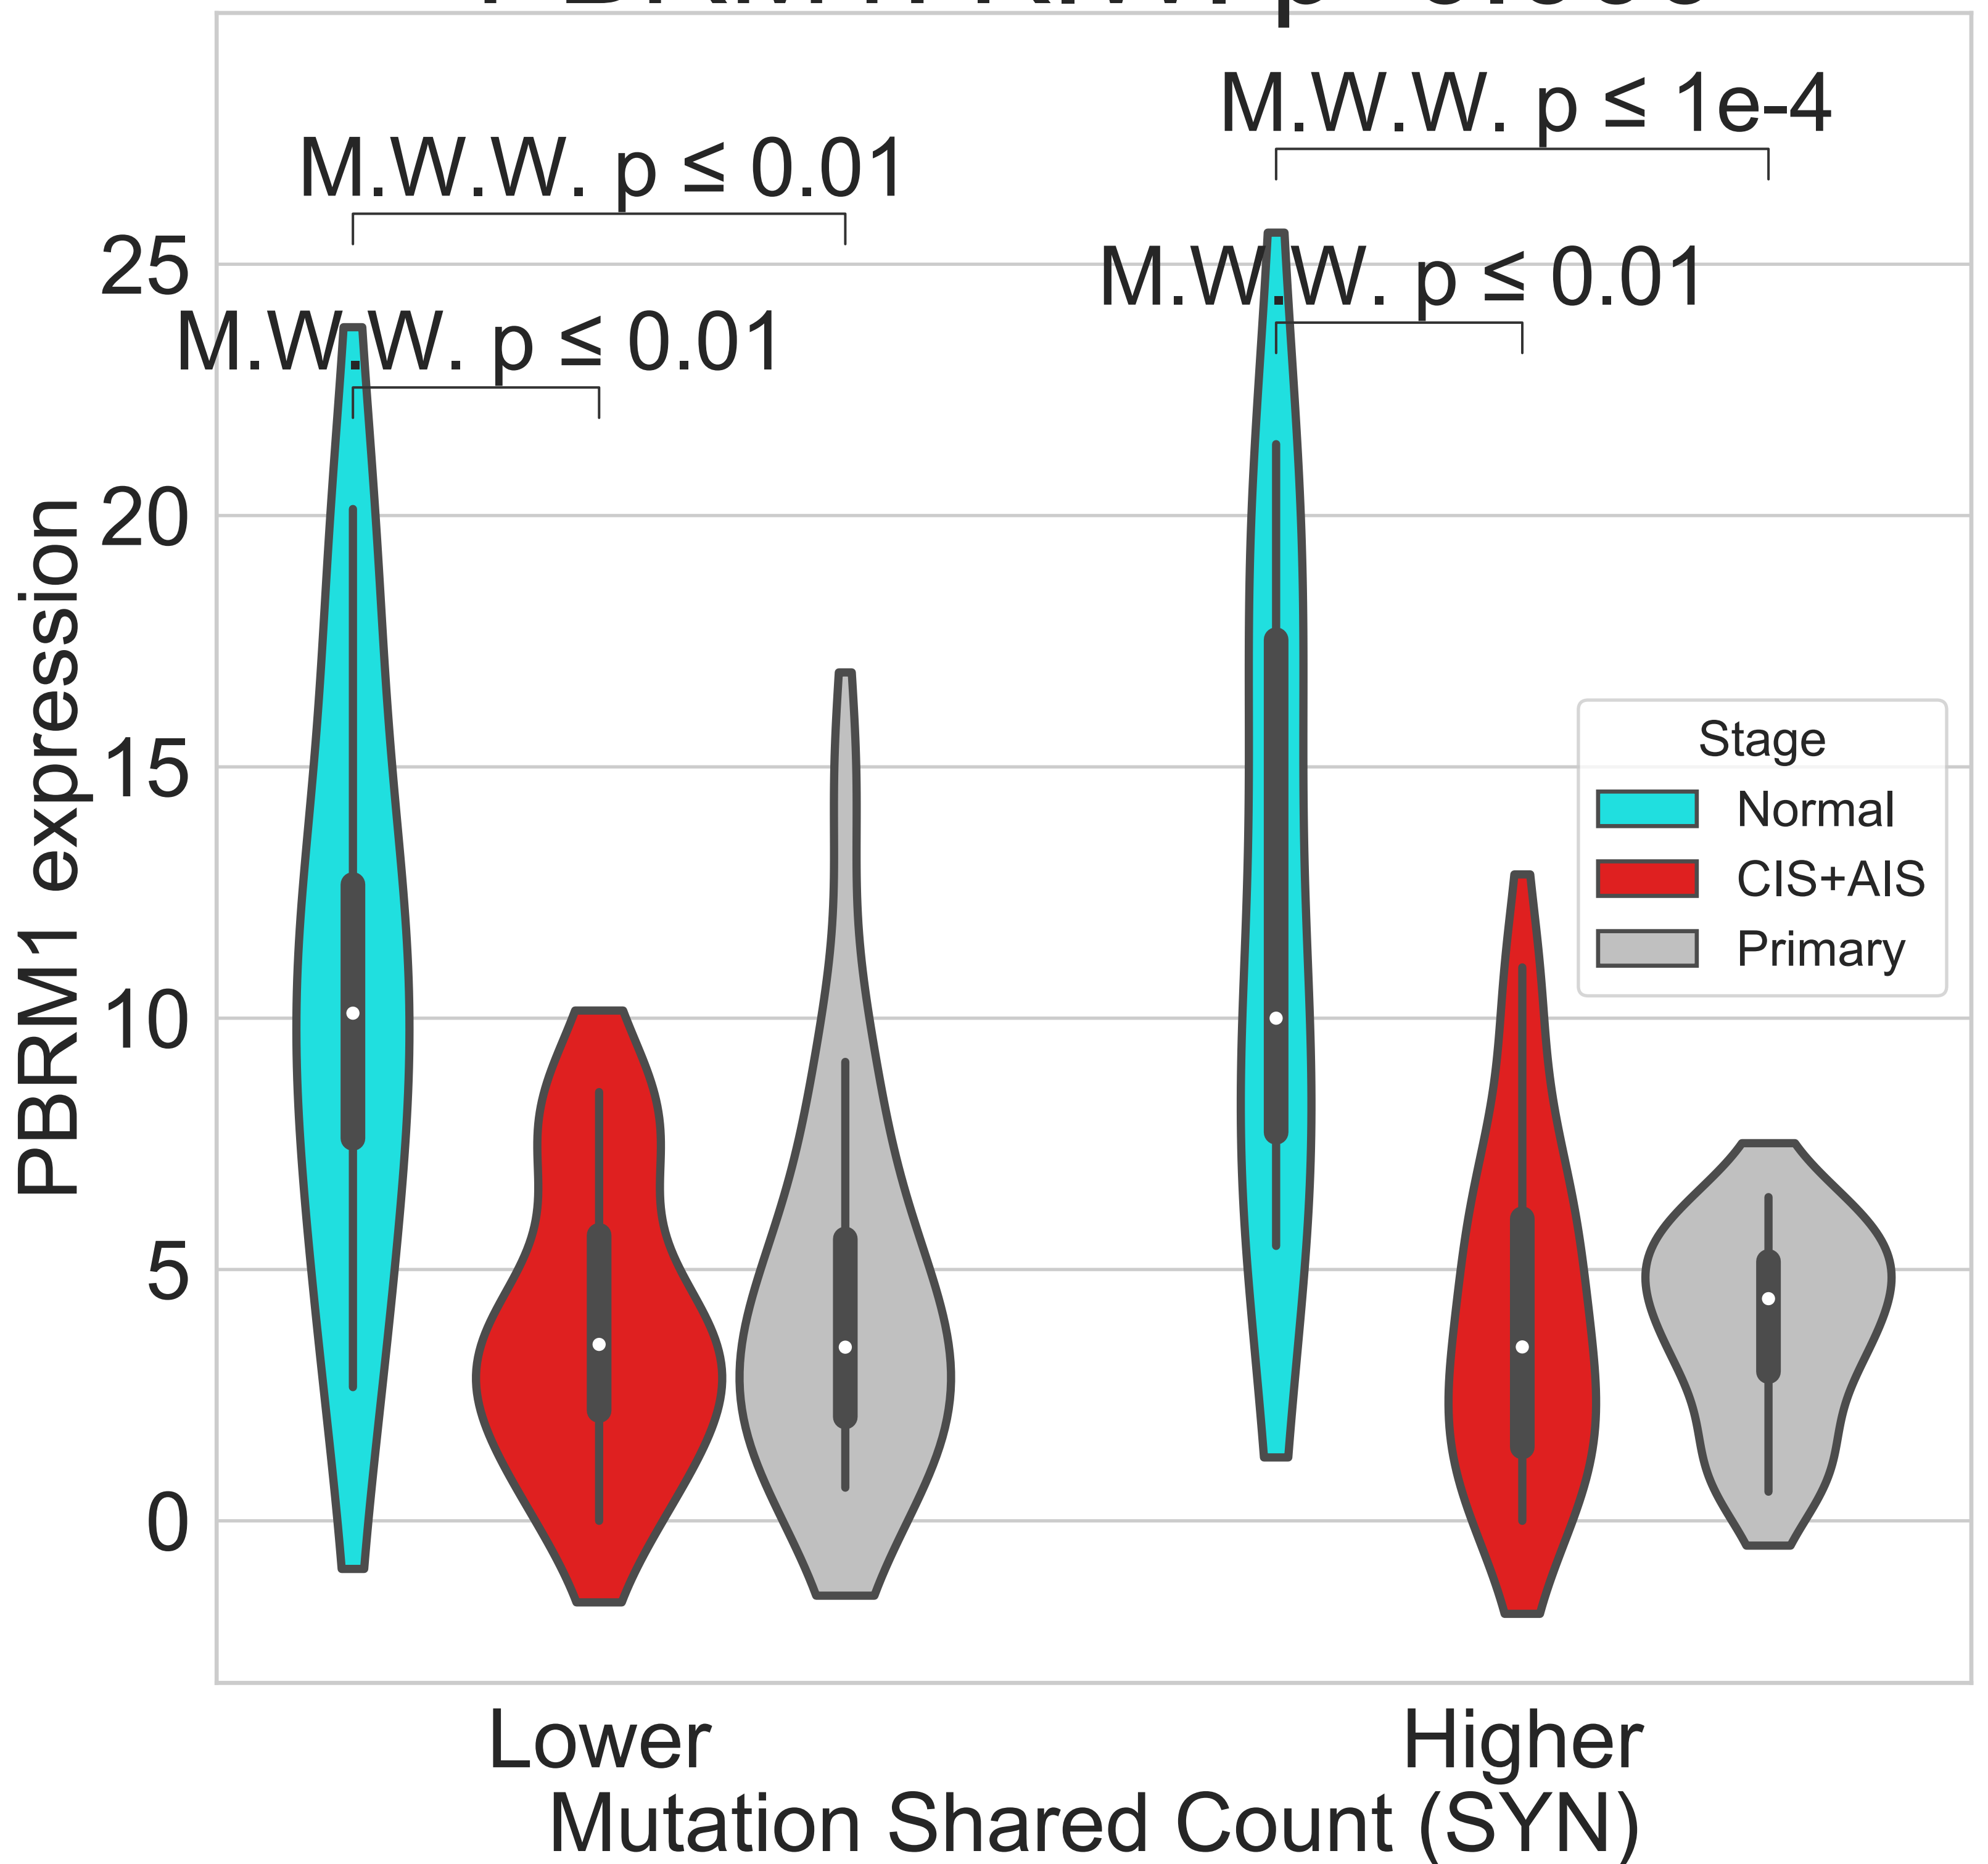 M.W.W. p ≤ 1e-4
M.W.W. p ≤ 0.01
M.W.W. p ≤ 0.01
M.W.W. p ≤ 0.01
PBRM1 expression
25
20
15
10
5
0
Stage
Normal
CIS+AIS
Primary
Lower
Higher
Mutation Shared Count (SYN)